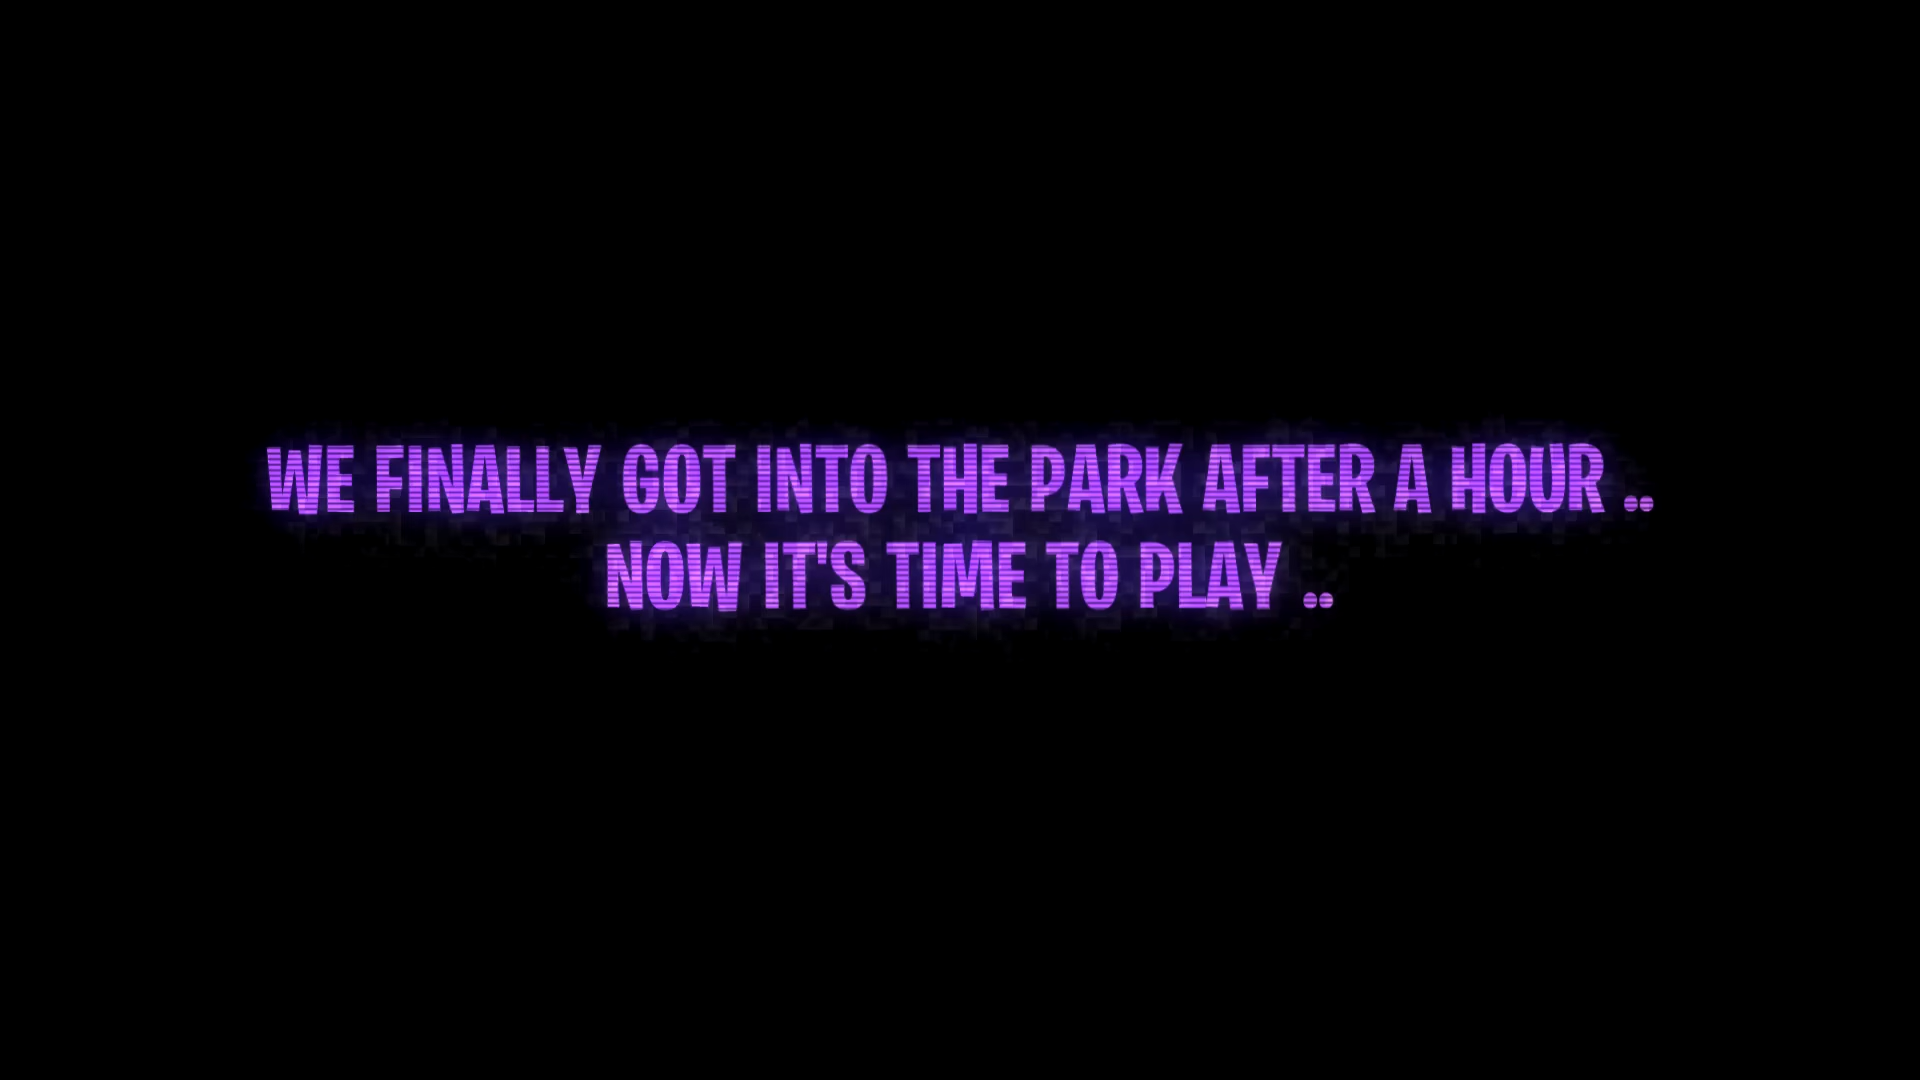 WE FINALLY GOT INTO THE PARK AFTER A HOUR ..
NOW IT'S TIME TO PLAY ..